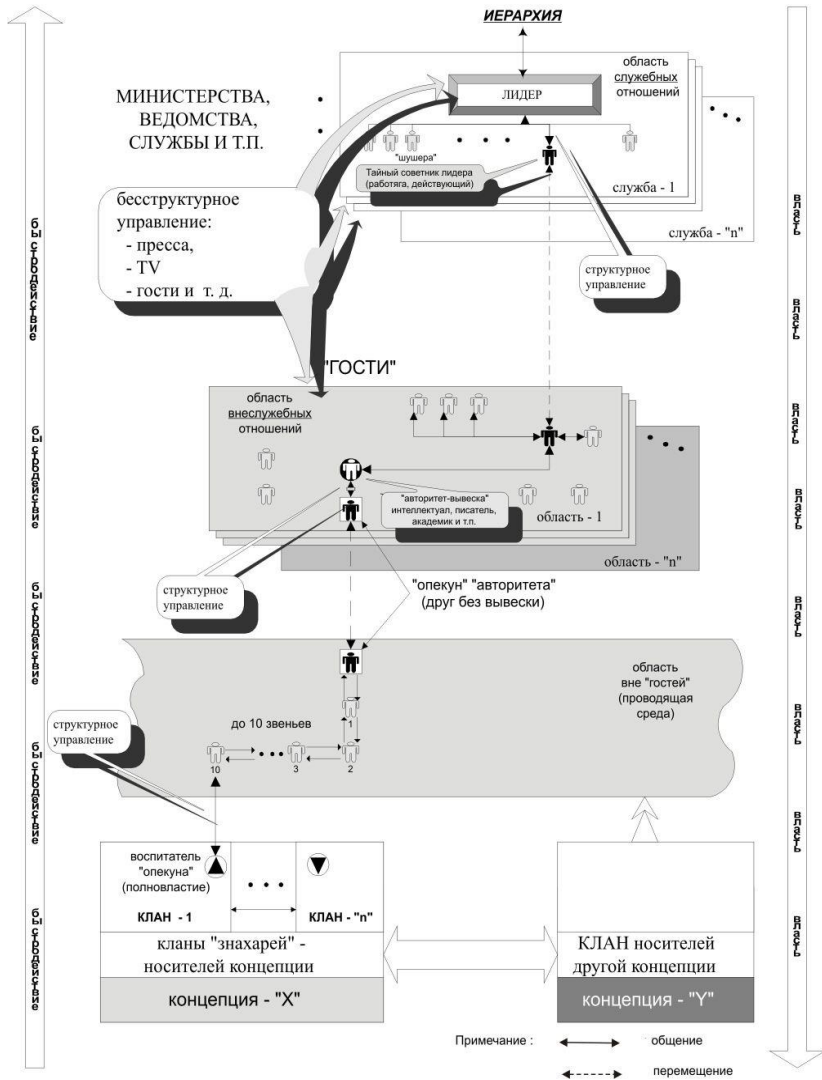 ИЕРАРХИЯ
область
служебных
отношений
ЛИДЕР
МИНИСТЕРСТВА,
ВЕДОМСТВА,
СЛУЖБЫ И Т.П.
"шушера"
Тайный советник лидера
(работяга, действующий)
служба - 1
служба - "n"
бесструктурное
управление:
- пресса,
- TV
- гости и т. д.
структурное
управление
"ГОСТИ"
область
внеслужебных
отношений
"авторитет-вывеска"
интеллектуал, писатель,
академик и т.п.
область - 1
область - "n"
структурное
управление
"опекун" "авторитета"
(друг без вывески)
область
вне "гостей"
(проводящая
среда)
структурное
управление
до 10 звеньев
1
10
3
2
воспитатель
"опекуна"
(полновластие)
КЛАН - 1
КЛАН - "n"
кланы "знахарей" -
носителей концепции
концепция - "X"
КЛАН носителей
другой концепции
концепция - "Y"
Примечание :
общение
перемещение
быстродействие
быстродействие
быстродействие
быстродействие
быстродействие
быстродействие
власть
власть
власть
власть
власть
власть
власть
власть